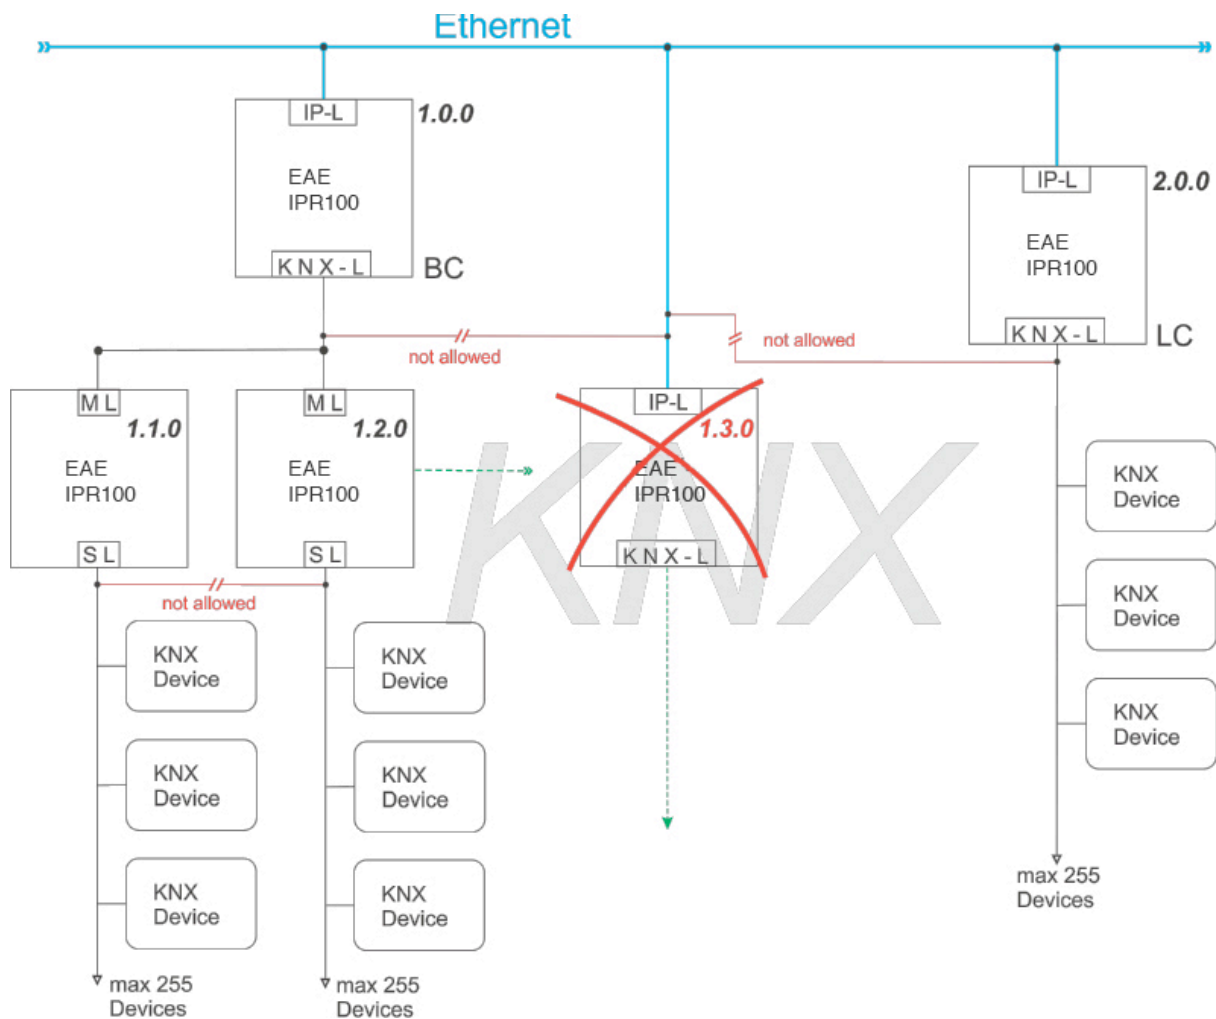 Ethernet
IP-L
1.0.0
EAE
IPR100
KNX-L
BC
IP-L
2.0.0
EAE
IPR100
KNX-L
LC
not allowed
not allowed
ML
1.1.0
EAE
IPR100
SL
ML
1.2.0
EAE
IPR100
SL
IP-L
1.3.0
EAE
IPR100
KNX-L
KNX
not allowed
KNX
Device
KNX
Device
KNX
Device
max 255
Devices
KNX
Device
KNX
Device
KNX
Device
max 255
Devices
KNX
Device
KNX
Device
KNX
Device
max 255
Devices